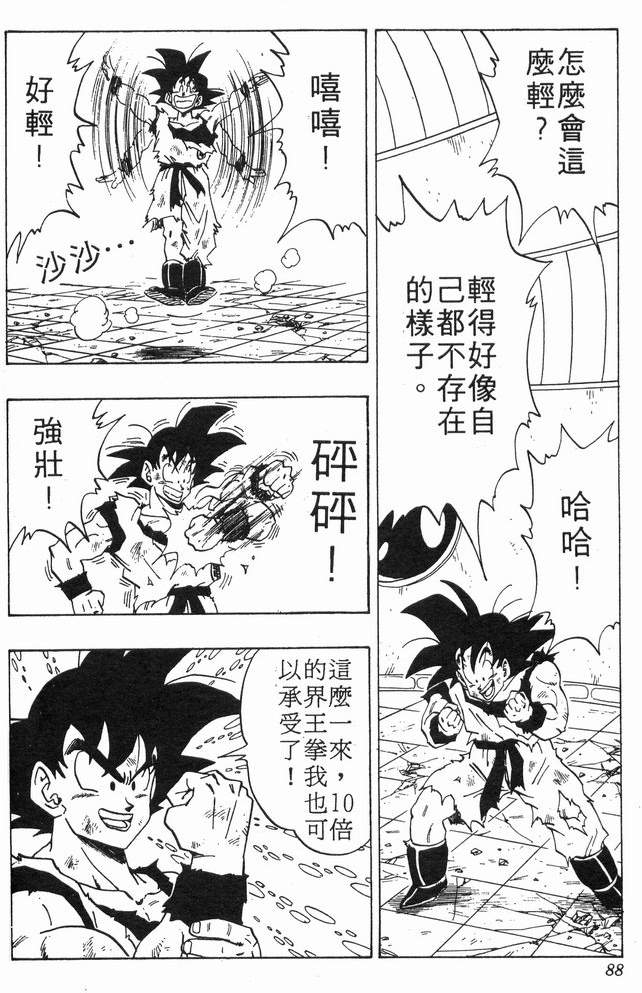 怎麼會這
麼輕？
輕得好像自
己都不存在
的樣子。
哈哈！
嘻嘻！
好輕！
沙沙…
砰砰！
強壯！
這麼一來，10倍
的界王拳我也可
以承受了！
88